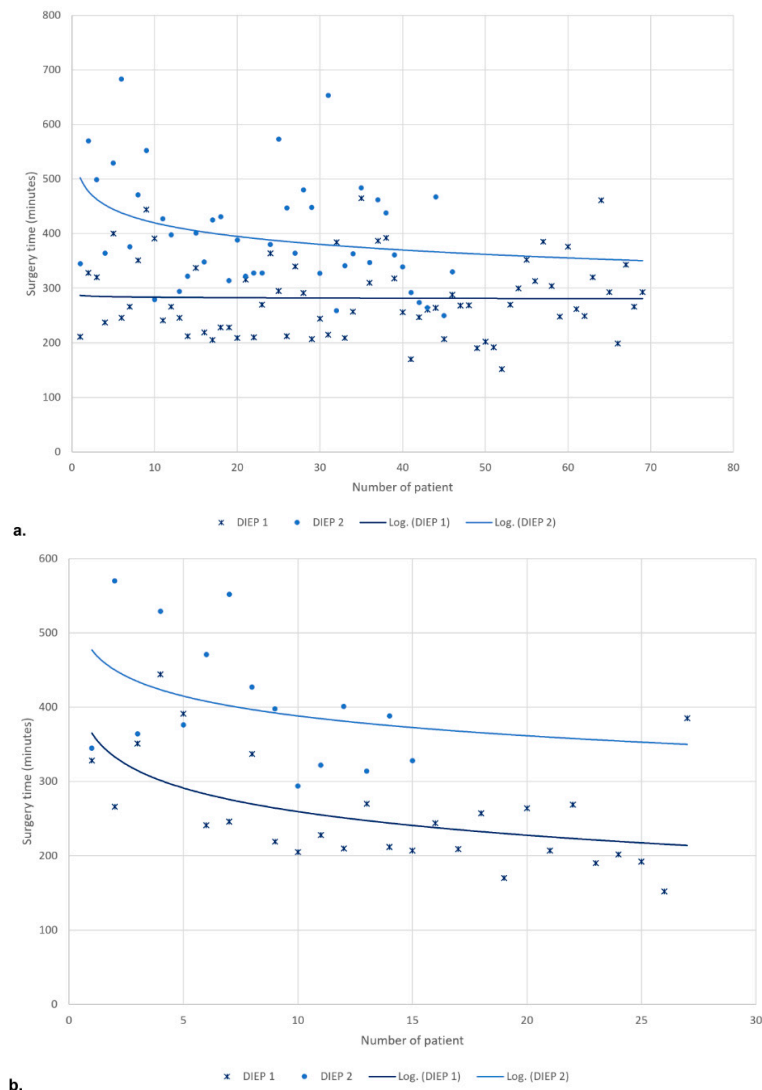 800
700
600
500
400
300
200
100
0
Surgery time (minutes)
0 10 20 30 40 50 60 70 80
Number of patient
DIEP 1 DIEP 2 Log. (DIEP 1) Log. (DIEP 2)
a.
600
500
400
300
200
100
0
Surgery time (minutes)
0 5 10 15 20 25 30
Number of patient
DIEP 1 DIEP 2 Log. (DIEP 1) Log. (DIEP 2)
b.